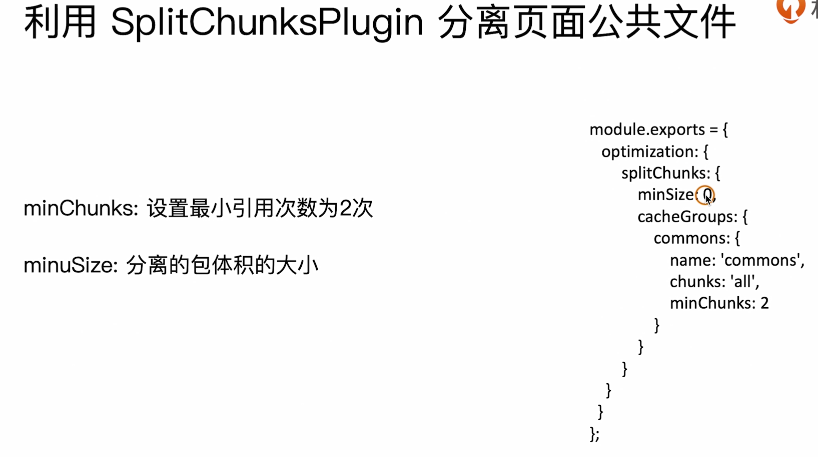 利用 SplitChunksPlugin 分离页面公共文件
minChunks: 设置最小引用次数为2次
minuSize: 分离的包体积的大小
module.exports = {
optimization: {
splitChunks: {
minSize: 0,
cacheGroups: {
commons: {
name: 'commons',
chunks: 'all',
minChunks: 2
}
}
}
}
}
};